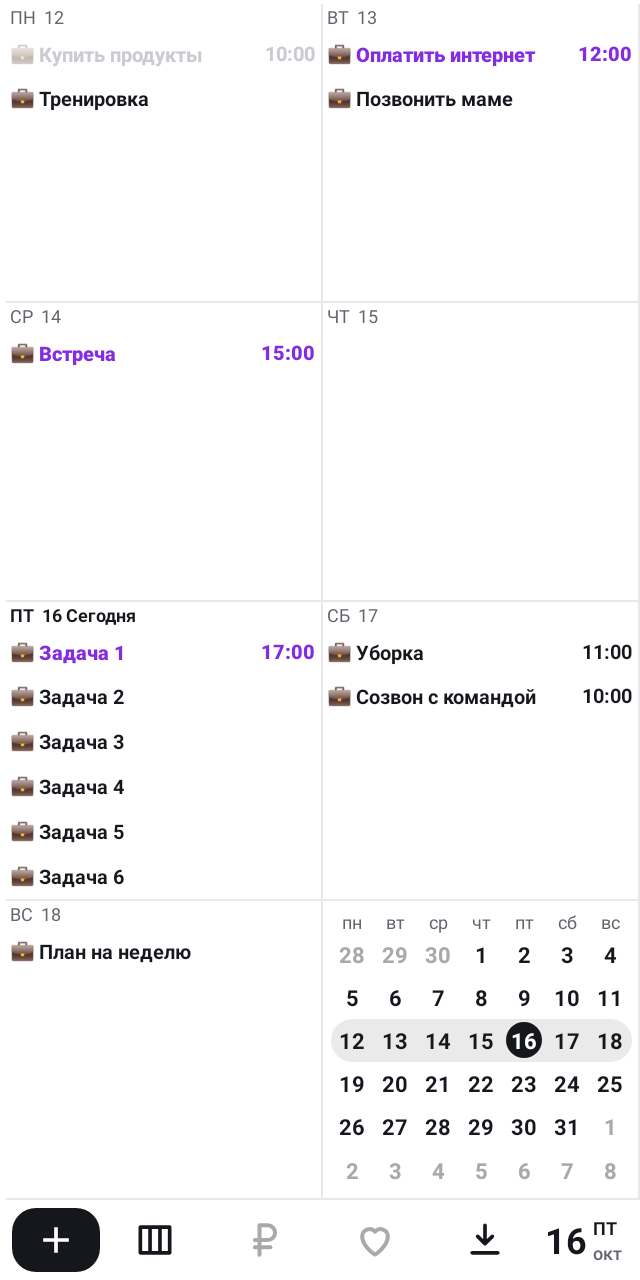 ПН 12
Купить продукты 10:00
Тренировка
ВТ 13
Оплатить интернет 12:00
Позвонить маме
СР 14
Встреча 15:00
ЧТ 15
ПТ 16 Сегодня
Задача 1 17:00
Задача 2
Задача 3
Задача 4
Задача 5
Задача 6
СБ 17
Уборка 11:00
Созвон с командой 10:00
ВС 18
План на неделю
пн вт ср чт пт сб вс
28 29 30 1 2 3 4
5 6 7 8 9 10 11
12 13 14 15 16 17 18
19 20 21 22 23 24 25
26 27 28 29 30 31 1
2 3 4 5 6 7 8
16 ПТ
окт